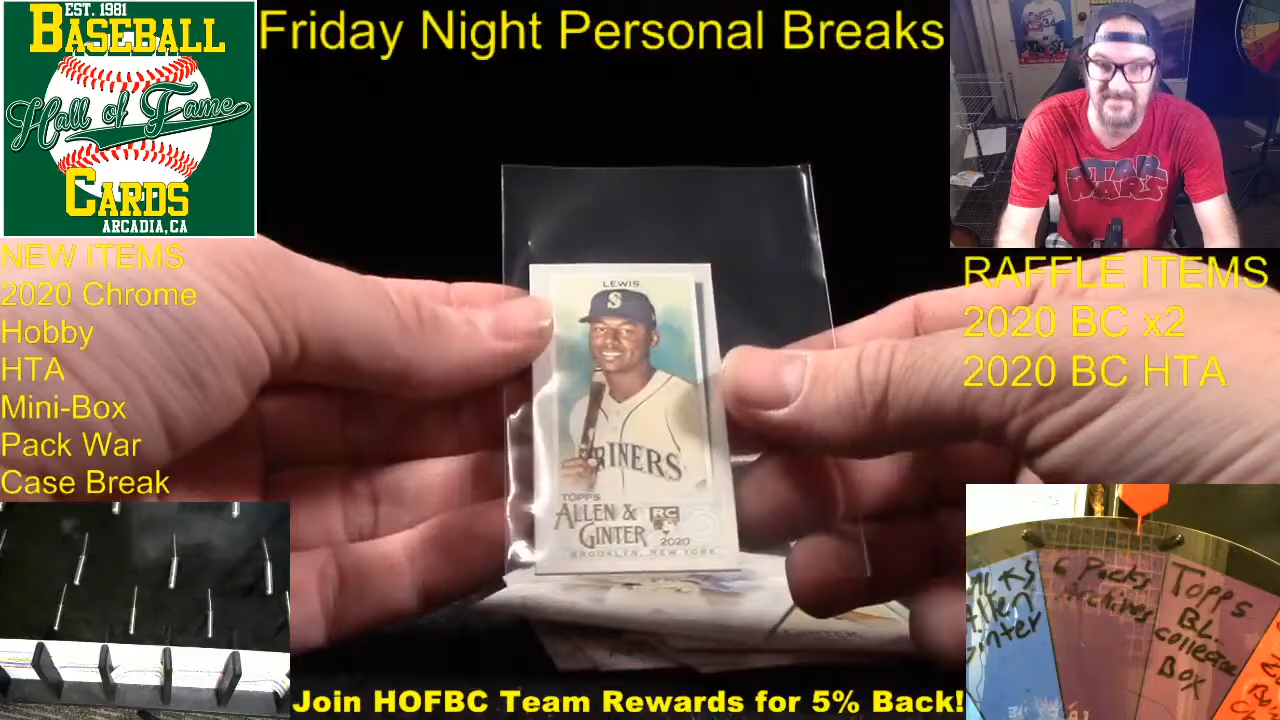 EST. 1981
BASEBALL
Hall of Fame
CARDS
ARCADIA, CA
Friday Night Personal Breaks
NEW ITEMS
2020 Chrome
Hobby
HTA
Mini-Box
Pack War
Case Break
RAFFLE ITEMS
2020 BC x2
2020 BC HTA
STAR
WARS
34
LEWIS
S
RINERS
TOPPS
ALLEN &
GINTER
RC
2020
BROOKLYN, NEW YORK
6 Packs
Archives
TOPPS
BL.
collection
BOX
Join HOFBC Team Rewards for 5% Back!